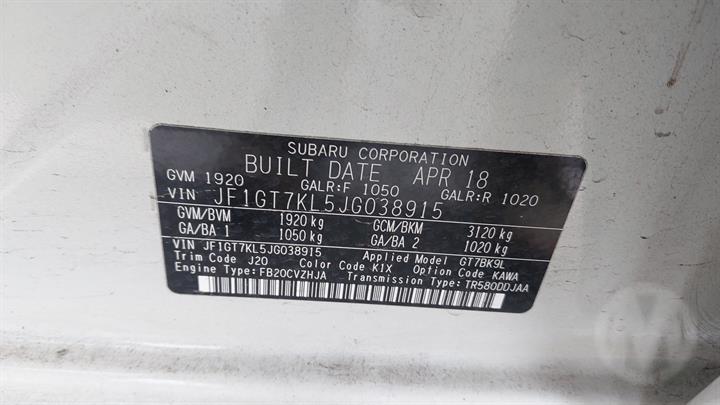 SUBARU CORPORATION
BUILT DATE APR 18
GVM 1920 GALR:F 1050 GALR:R 1020
VIN JF1GT7KL5JG038915
GVM/BVM 1920 kg GCM/BKM 3120 kg
GA/BA 1 1050 kg GA/BA 2 1020 kg
VIN JF1GT7KL5JG038915 Applied Model GT7BK9L
Trim Code J20 Color Code K1X Option Code KAWA
Engine Type:FB20CVZHJA Transmission Type:TR580DDJAA
M